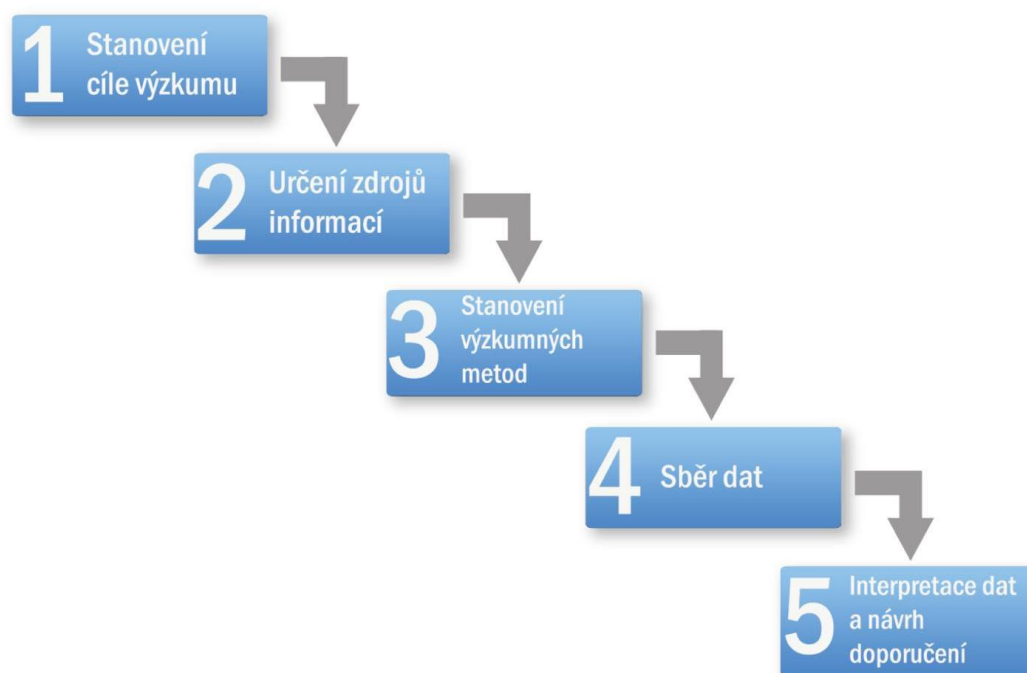 1 Stanovení
cíle výzkumu
2 Určení zdrojů
informací
3 Stanovení
výzkumných
metod
4 Sběr dat
5 Interpretace dat
a návrh
doporučení